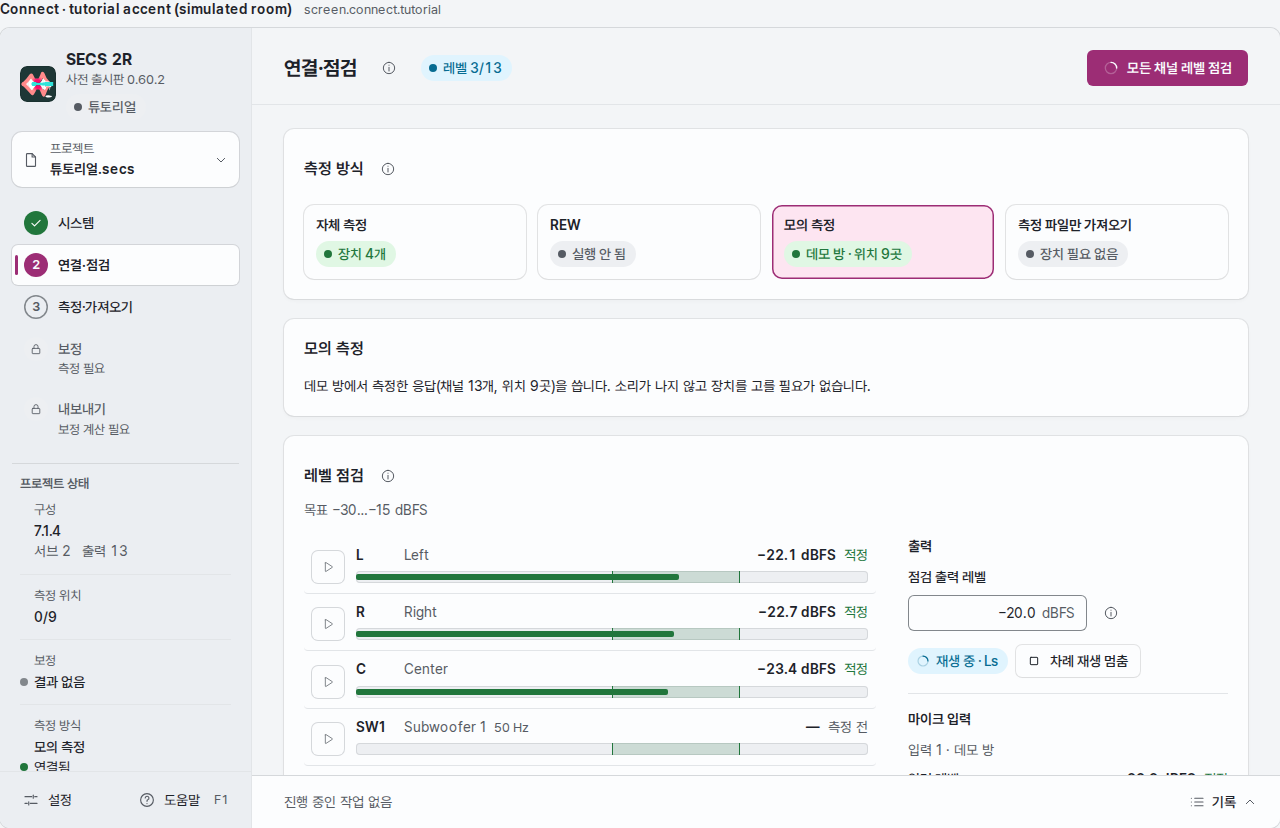 Connect · tutorial accent (simulated room) screen.connect.tutorial
SECS 2R
사전 출시판 0.60.2
튜토리얼
프로젝트
튜토리얼.secs
시스템
2 연결·점검
3 측정·가져오기
보정
측정 필요
내보내기
보정 계산 필요
프로젝트 상태
구성
7.1.4
서브 2 출력 13
측정 위치
0/9
보정
결과 없음
측정 방식
모의 측정
연결됨
설정 도움말 F1
연결·점검 레벨 3/13 모든 채널 레벨 점검
측정 방식
자체 측정
장치 4개
REW
실행 안 됨
모의 측정
데모 방 · 위치 9곳
측정 파일만 가져오기
장치 필요 없음
모의 측정
데모 방에서 측정한 응답(채널 13개, 위치 9곳)을 씁니다. 소리가 나지 않고 장치를 고를 필요가 없습니다.
레벨 점검
목표 −30…−15 dBFS
L Left −22.1 dBFS 적정
R Right −22.7 dBFS 적정
C Center −23.4 dBFS 적정
SW1 Subwoofer 1 50 Hz — 측정 전
출력
점검 출력 레벨
−20.0 dBFS
재생 중 · Ls 차례 재생 멈춤
마이크 입력
입력 1 · 데모 방
진행 중인 작업 없음 기록